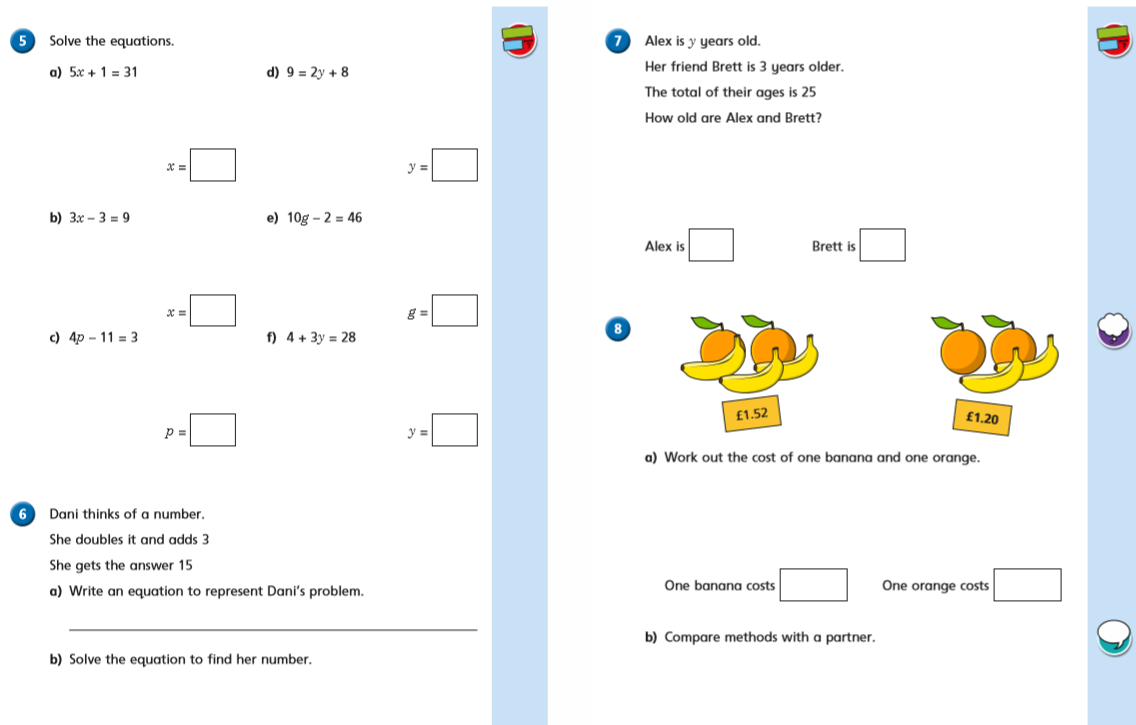 5 Solve the equations.
a) 5x + 1 = 31
d) 9 = 2y + 8
x =
y =
b) 3x − 3 = 9
e) 10g − 2 = 46
x =
g =
c) 4p − 11 = 3
f) 4 + 3y = 28
p =
y =
6 Dani thinks of a number.
She doubles it and adds 3
She gets the answer 15
a) Write an equation to represent Dani's problem.
b) Solve the equation to find her number.
7 Alex is y years old.
Her friend Brett is 3 years older.
The total of their ages is 25
How old are Alex and Brett?
Alex is
Brett is
8
£1.52
£1.20
a) Work out the cost of one banana and one orange.
One banana costs
One orange costs
b) Compare methods with a partner.